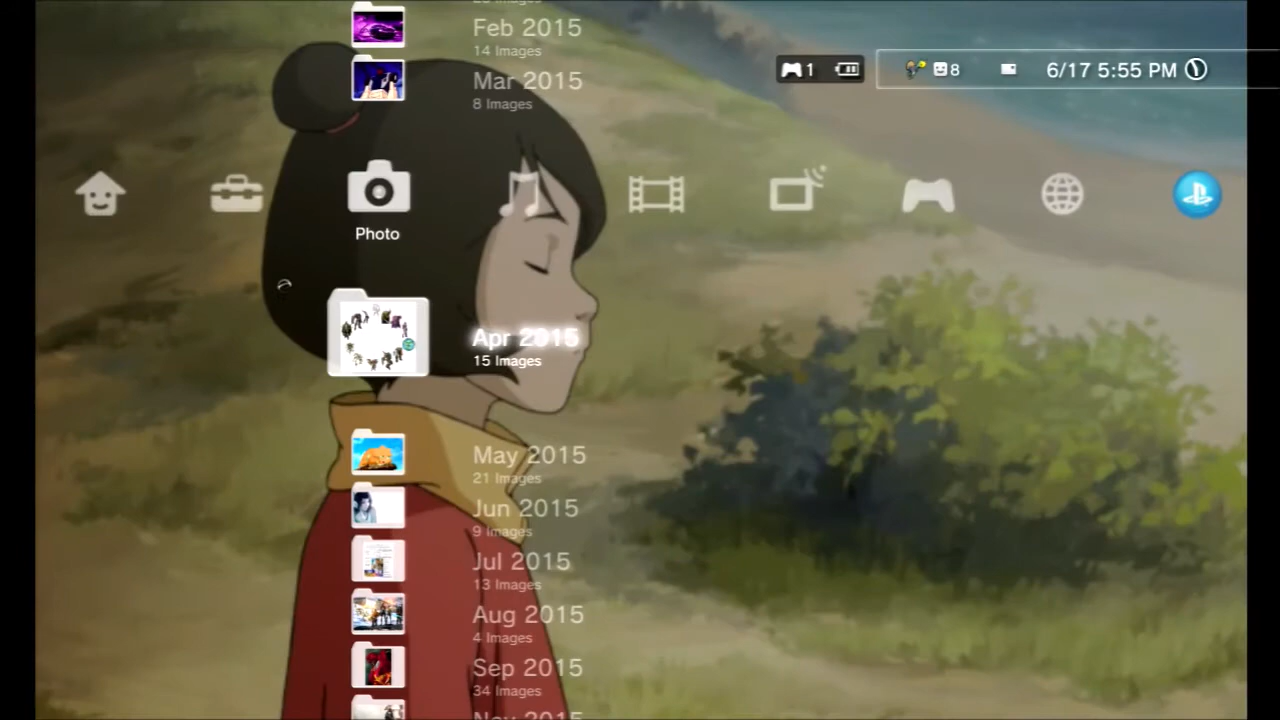 Feb 2015
14 Images
Mar 2015
8 Images
1
8
6/17 5:55 PM
Photo
Apr 2015
15 Images
May 2015
21 Images
Jun 2015
9 Images
Jul 2015
13 Images
Aug 2015
4 Images
Sep 2015
34 Images
Nov 2015